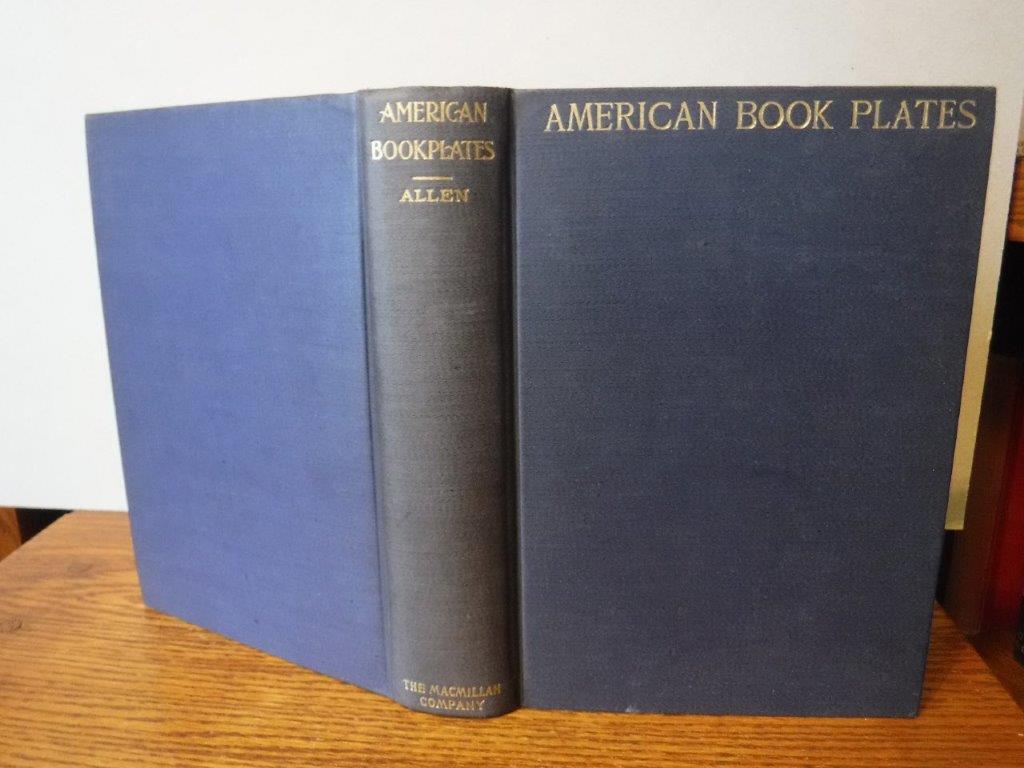 AMERICAN
BOOKPLATES
ALLEN
THE MACMILLAN
COMPANY
AMERICAN BOOK PLATES